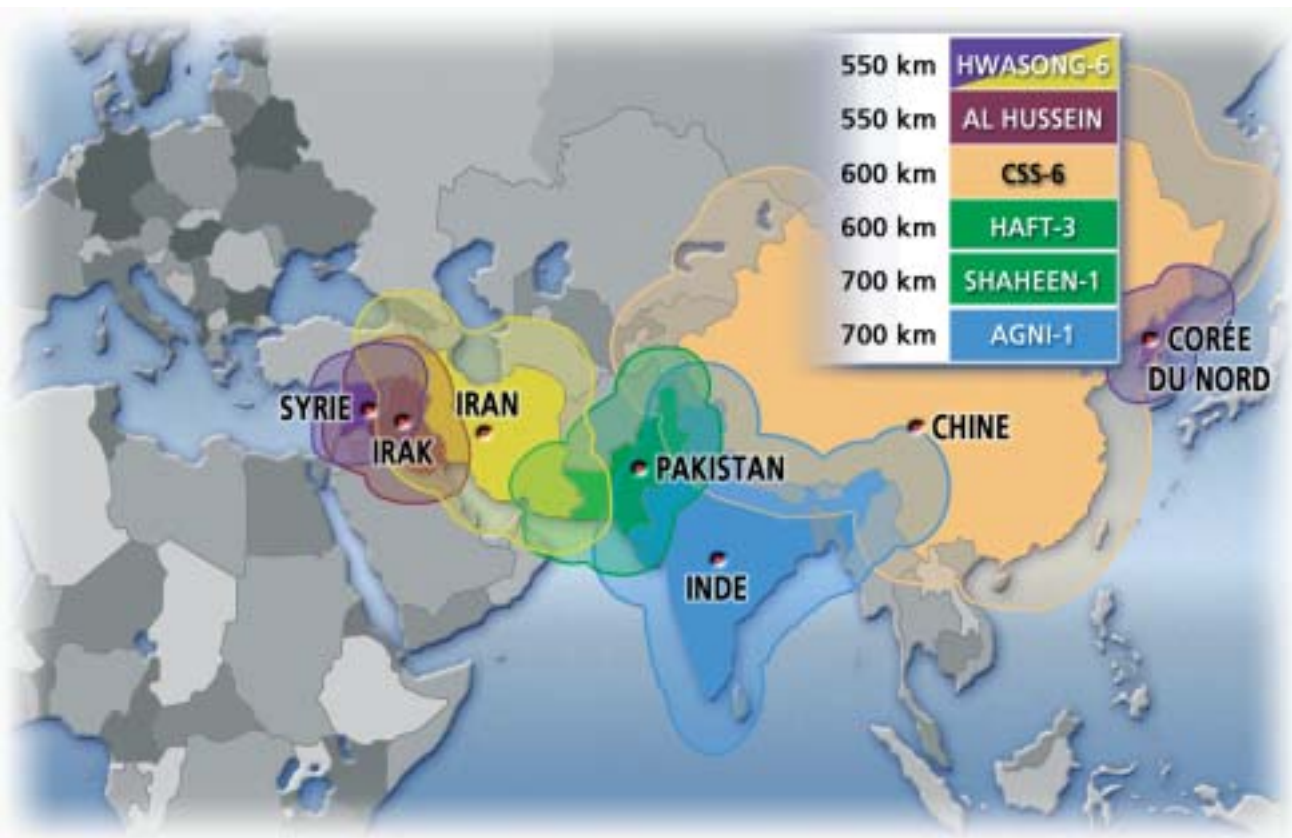 550 km HWASONG-6
550 km AL HUSSEIN
600 km CSS-6
600 km HAFT-3
700 km SHAHEEN-1
700 km AGNI-1
CORÉE
DU NORD
SYRIE
IRAN
IRAK
CHINE
PAKISTAN
INDE